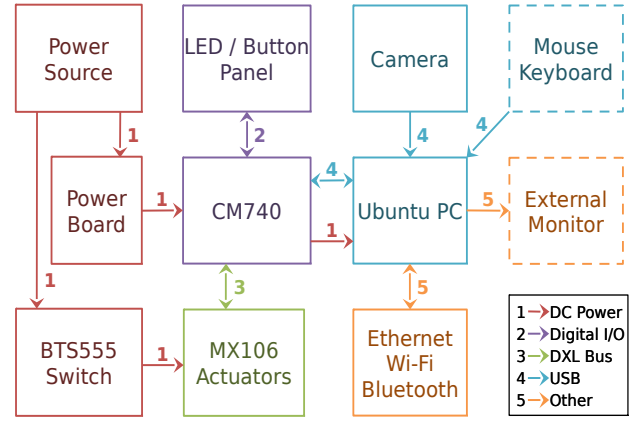 Power
Source
LED / Button
Panel
Camera
Mouse
Keyboard
1
2
4
4
Power
Board
1
CM740
4
1
Ubuntu PC
5
External
Monitor
1
3
5
BTS555
Switch
1
MX106
Actuators
Ethernet
Wi-Fi
Bluetooth
1 DC Power
2 Digital I/O
3 DXL Bus
4 USB
5 Other